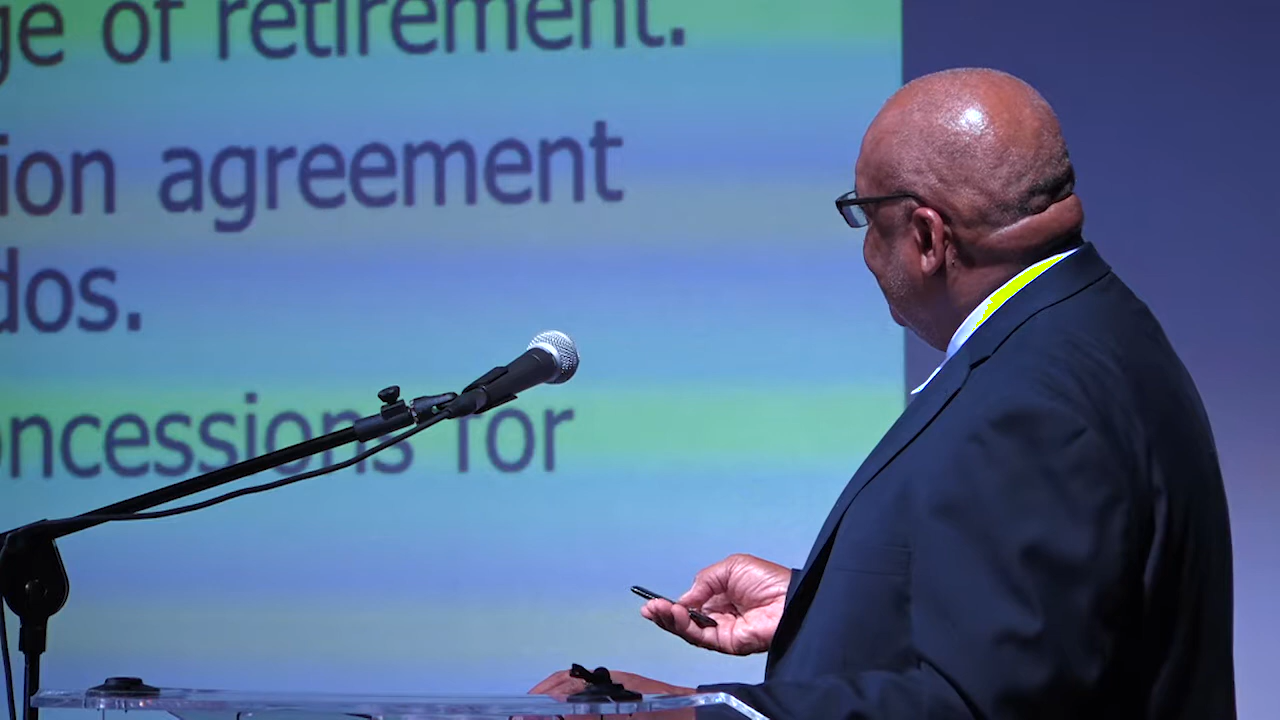 ge of retirement.
ion agreement
dos.
oncessions for